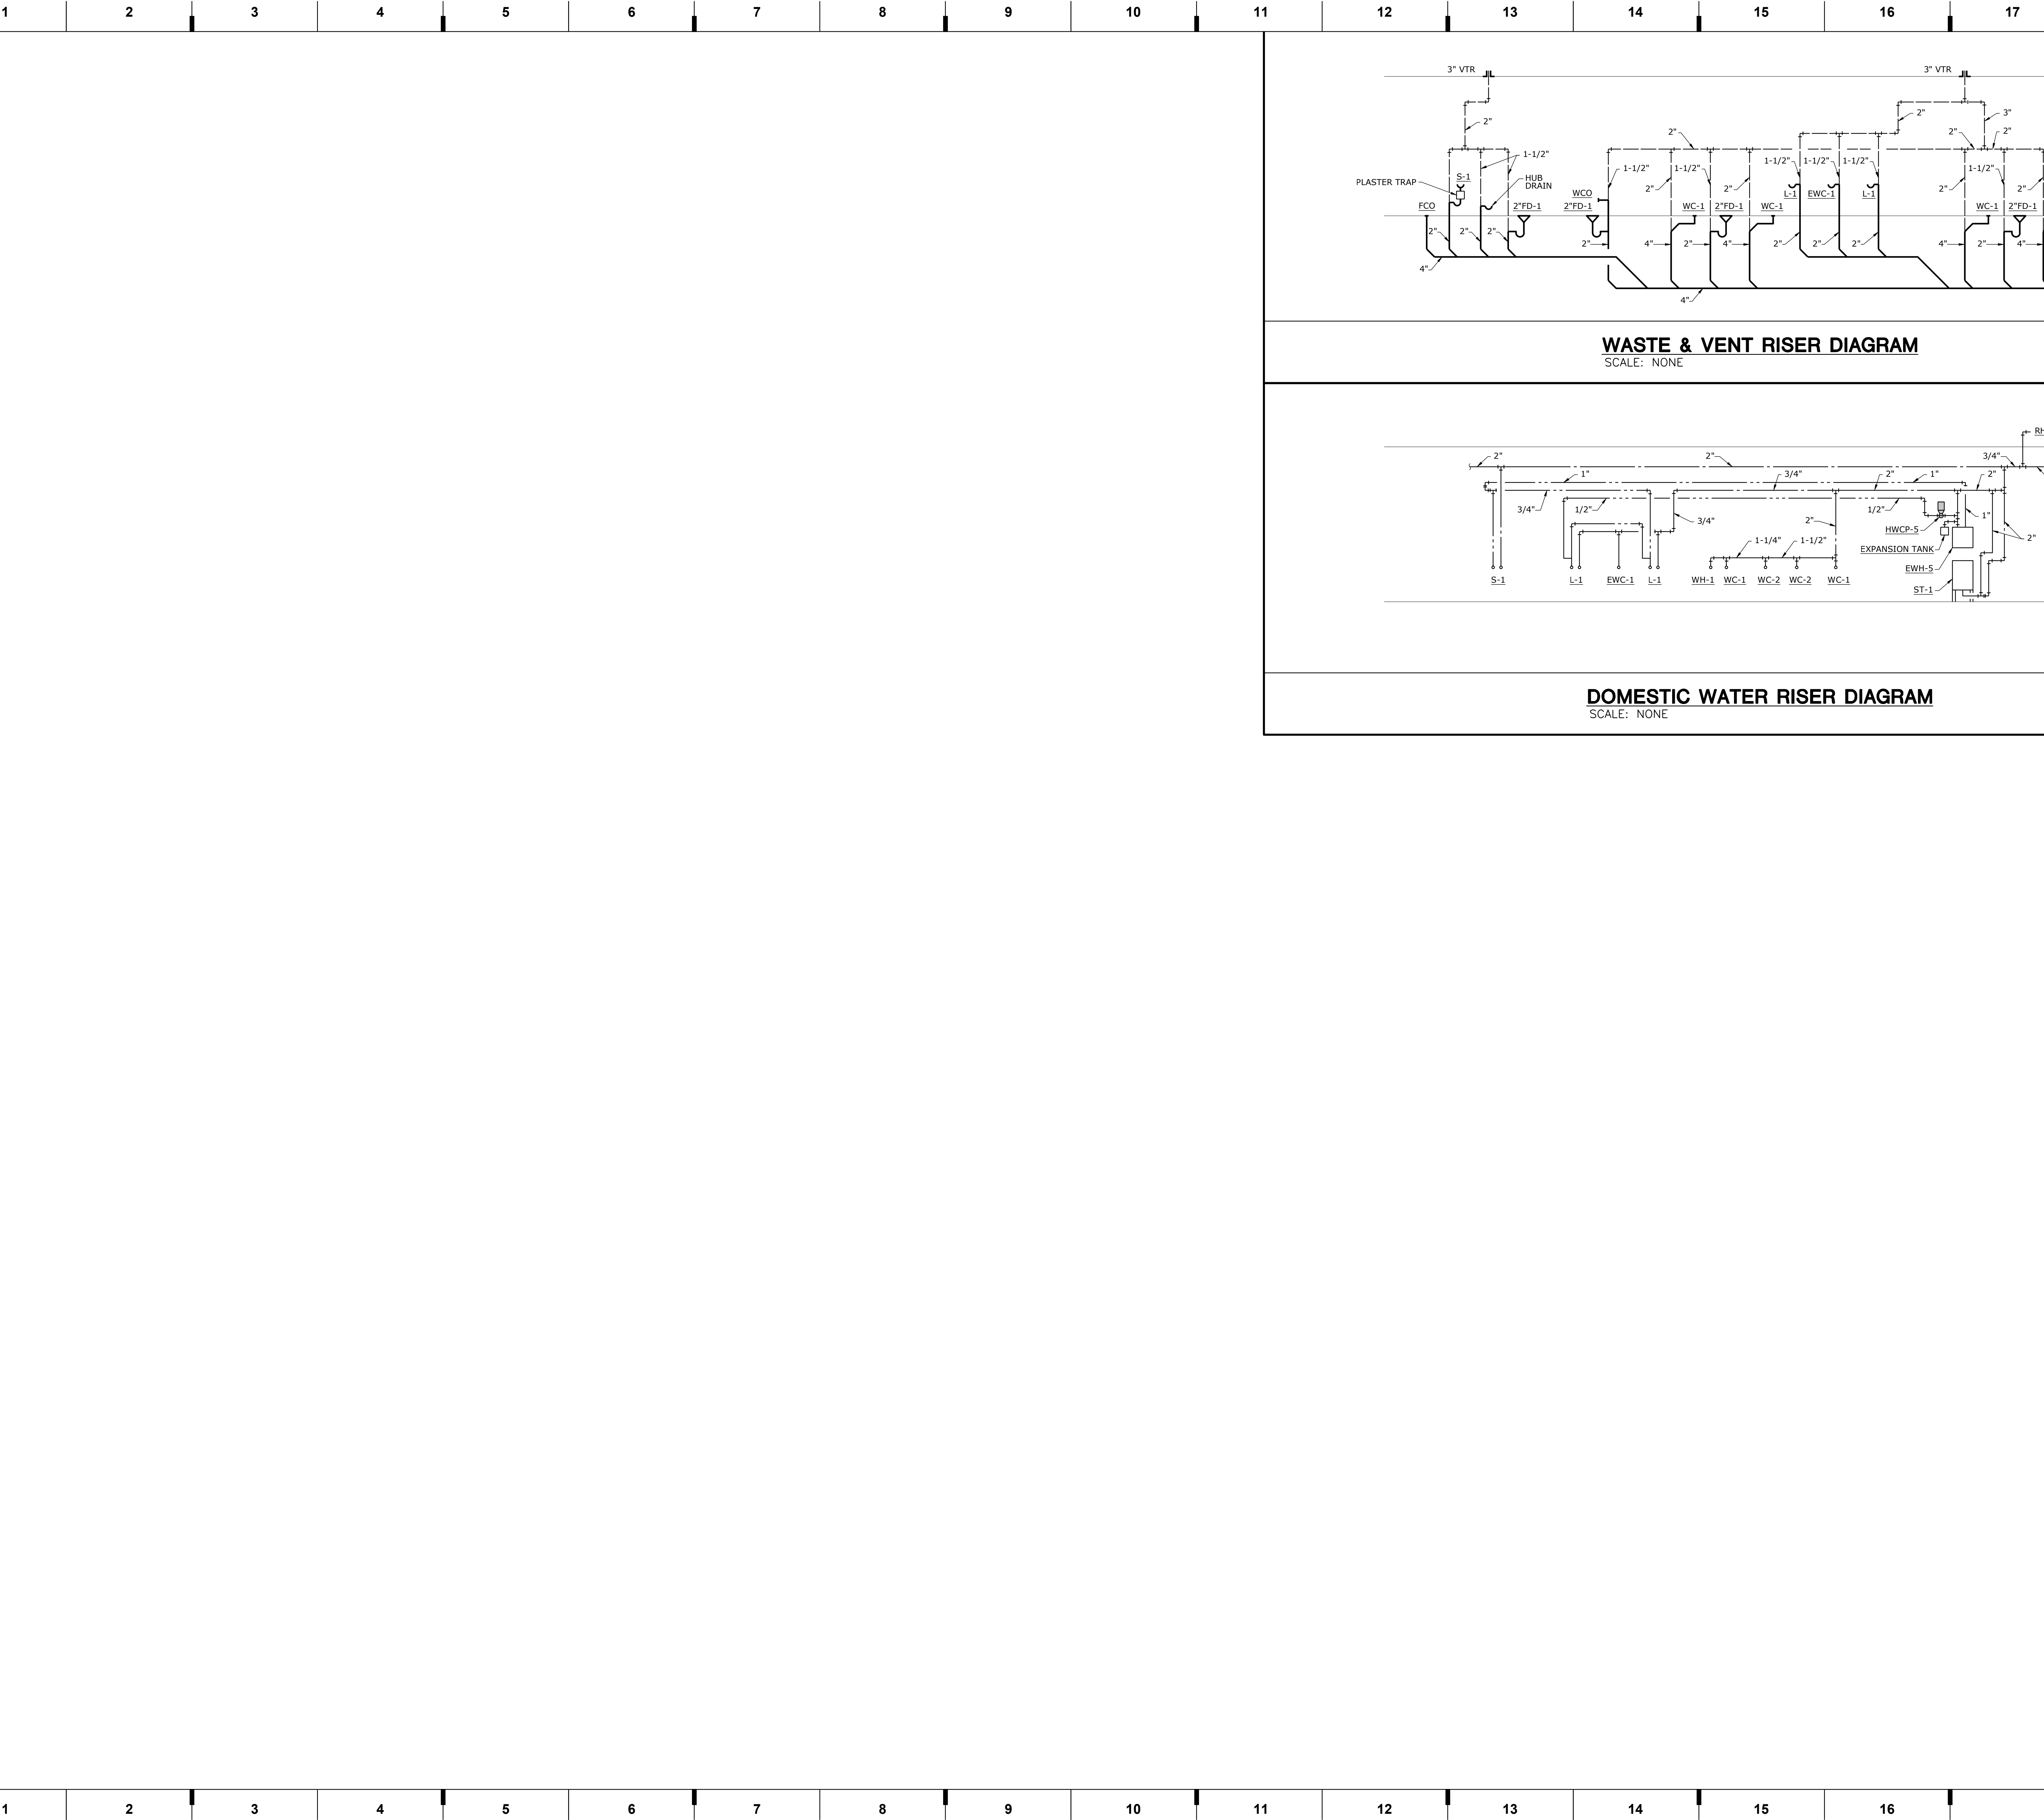 1 2 3 4 5 6 7 8 9 10 11 12 13 14 15 16 17
3" VTR 3" VTR
2" 2" 3"
2" 2" 2"
1-1/2" 1-1/2" 1-1/2" 1-1/2"
1-1/2" 1-1/2" 1-1/2"
PLASTER TRAP S-1 HUB
DRAIN
2" 2" 2" 2"
WCO L-1 EWC-1 L-1
FCO 2"FD-1 2"FD-1 WC-1 2"FD-1 WC-1 WC-1 2"FD-1
2" 2" 2"
2" 4" 2" 4" 2" 2" 2" 4" 2" 4"
4"
4"
WASTE & VENT RISER DIAGRAM
SCALE: NONE
2" 2" 3/4"
1" 3/4" 2" 1" 2"
3/4" 1/2" 1/2"
3/4" 2" 1"
HWCP-5
2"
1-1/4" 1-1/2"
EXPANSION TANK
EWH-5
S-1 L-1 EWC-1 L-1 WH-1 WC-1 WC-2 WC-2 WC-1
ST-1
DOMESTIC WATER RISER DIAGRAM
SCALE: NONE
1 2 3 4 5 6 7 8 9 10 11 12 13 14 15 16